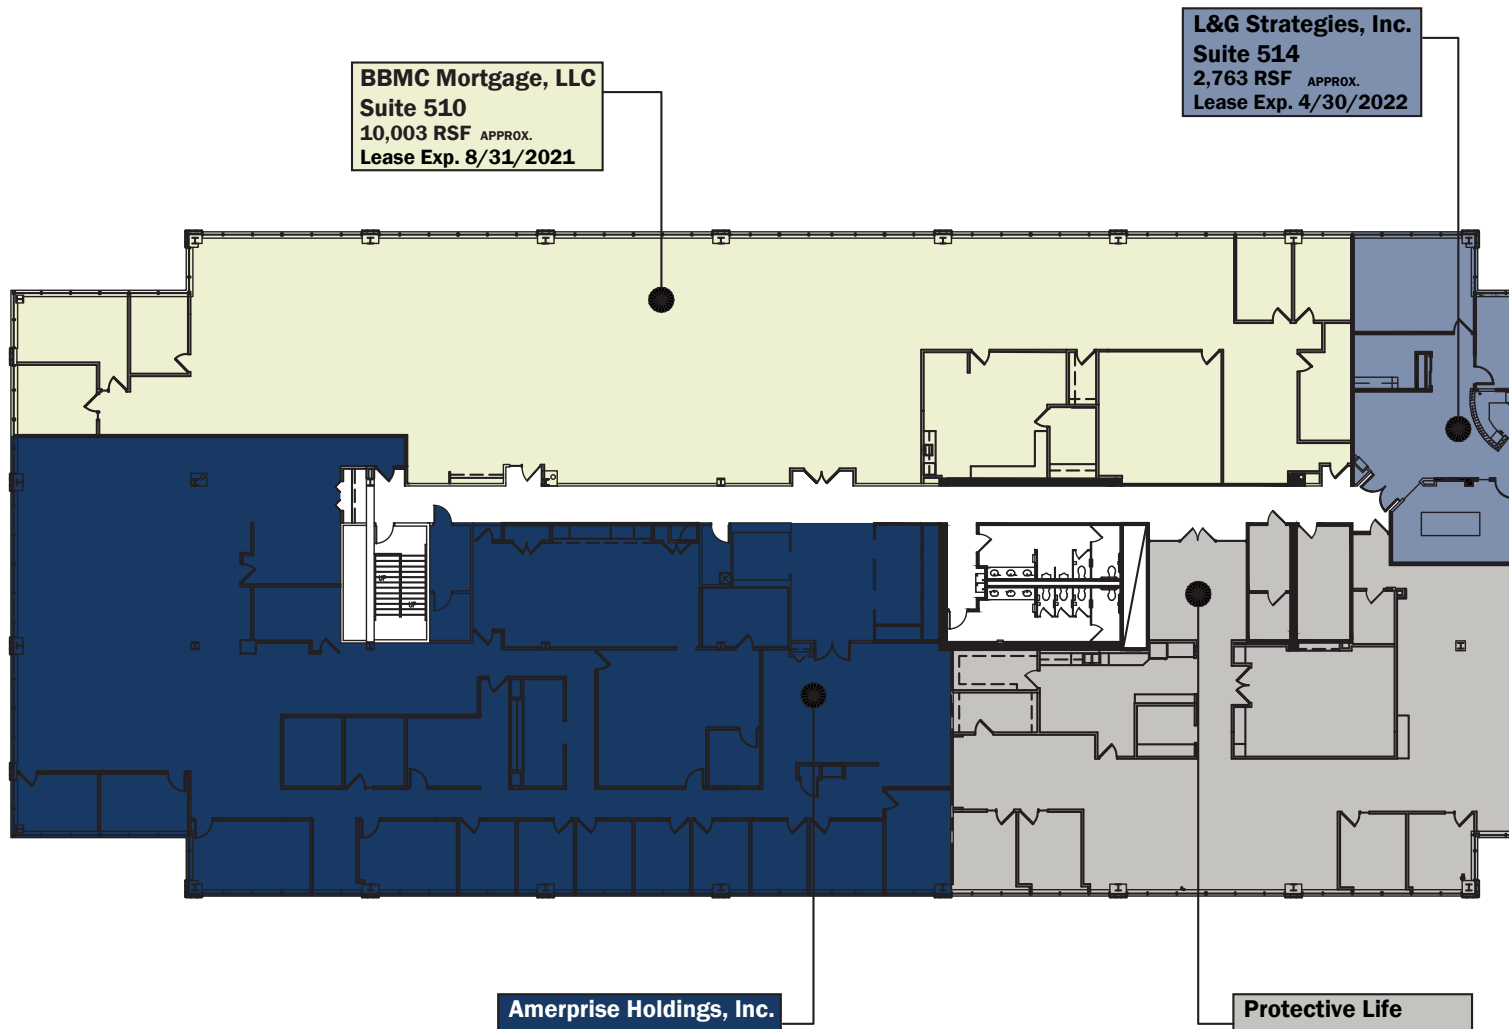 L&G Strategies, Inc.
Suite 514
2,763 RSF APPROX.
Lease Exp. 4/30/2022
BBMC Mortgage, LLC
Suite 510
10,003 RSF APPROX.
Lease Exp. 8/31/2021
UP
Amerprise Holdings, Inc.
Protective Life